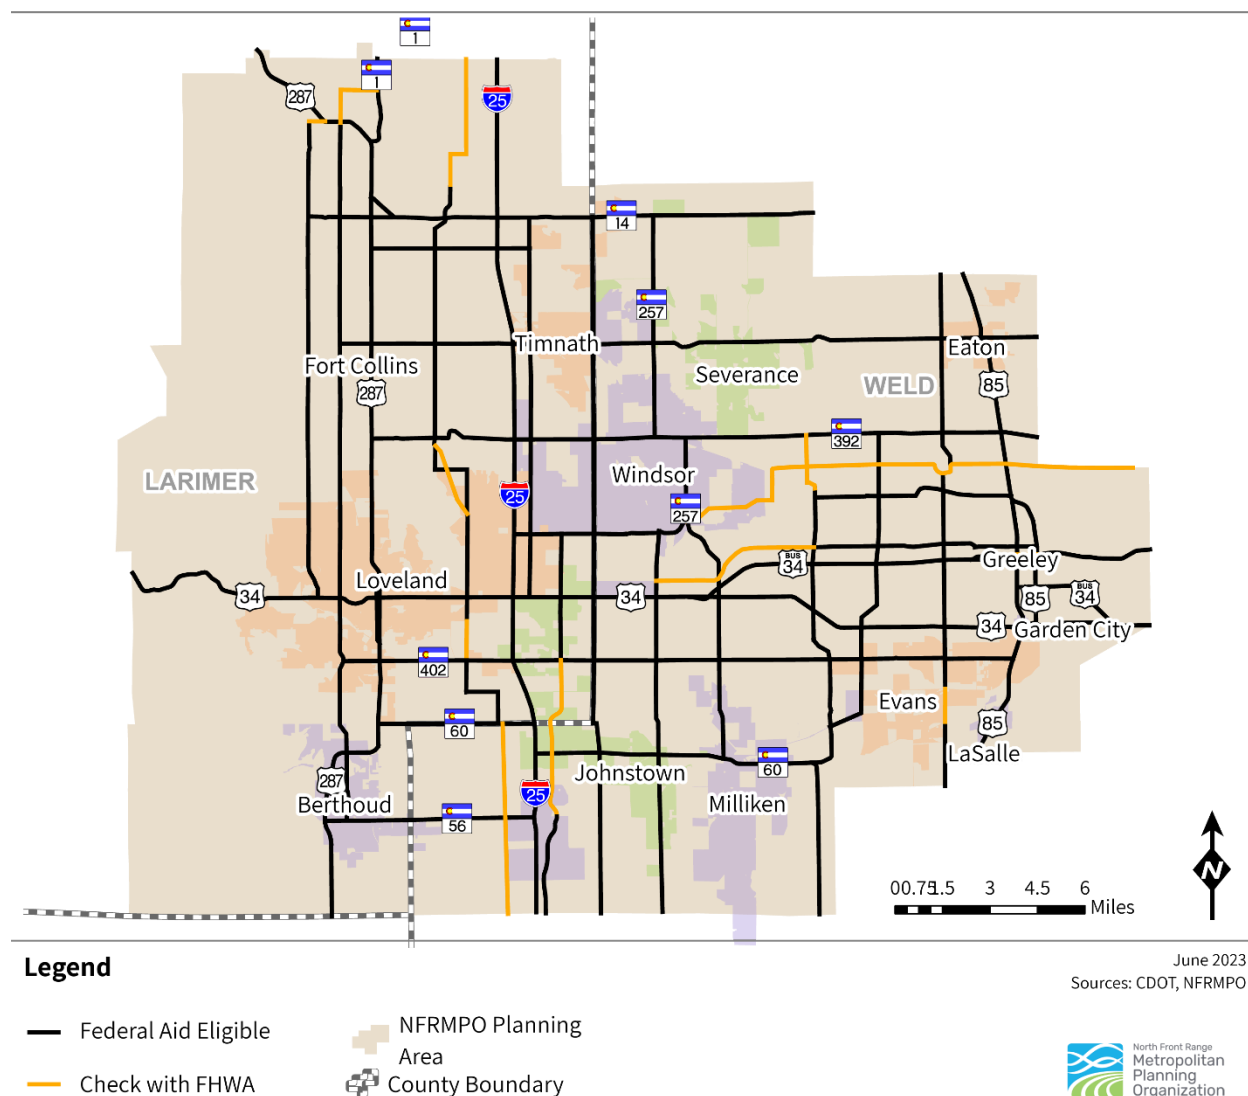 1
1
287
25
14
257
Timnath
Eaton
Fort Collins
Severance
287
WELD
85
392
LARIMER
Windsor
25
257
Greeley
BUS
34
Loveland
34
34
85
BUS
34
34
Garden City
402
Evans
60
85
LaSalle
60
Johnstown
287
25
Berthoud
Milliken
56
N
0 0.75 1.5 3 4.5 6
Miles
Legend
June 2023
Sources: CDOT, NFRMPO
Federal Aid Eligible
NFRMPO Planning
Area
Check with FHWA
County Boundary
North Front Range
Metropolitan
Planning
Organization